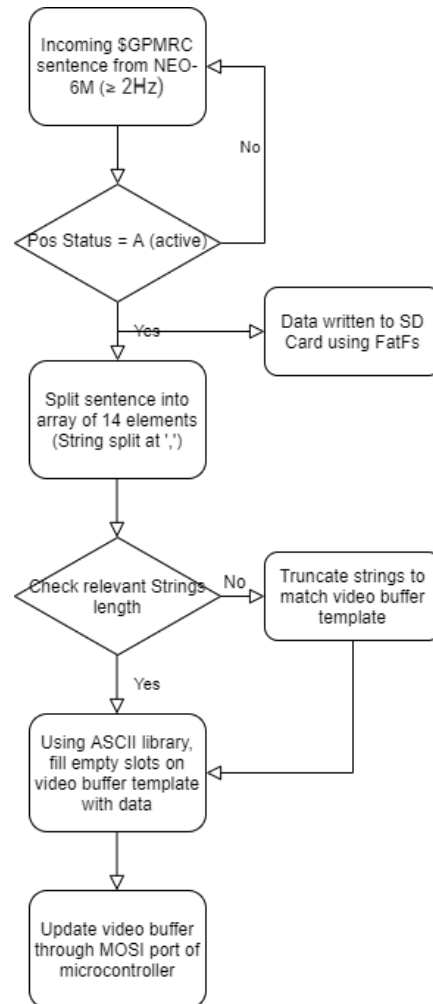 Incoming $GPMRC
sentence from NEO-
6M (≥ 2Hz)
No
Pos Status = A (active)
Yes
Data written to SD
Card using FatFs
Split sentence into
array of 14 elements
(String split at ',')
Check relevant Strings
length
No
Truncate strings to
match video buffer
template
Yes
Using ASCII library,
fill empty slots on
video buffer template
with data
Update video buffer
through MOSI port of
microcontroller